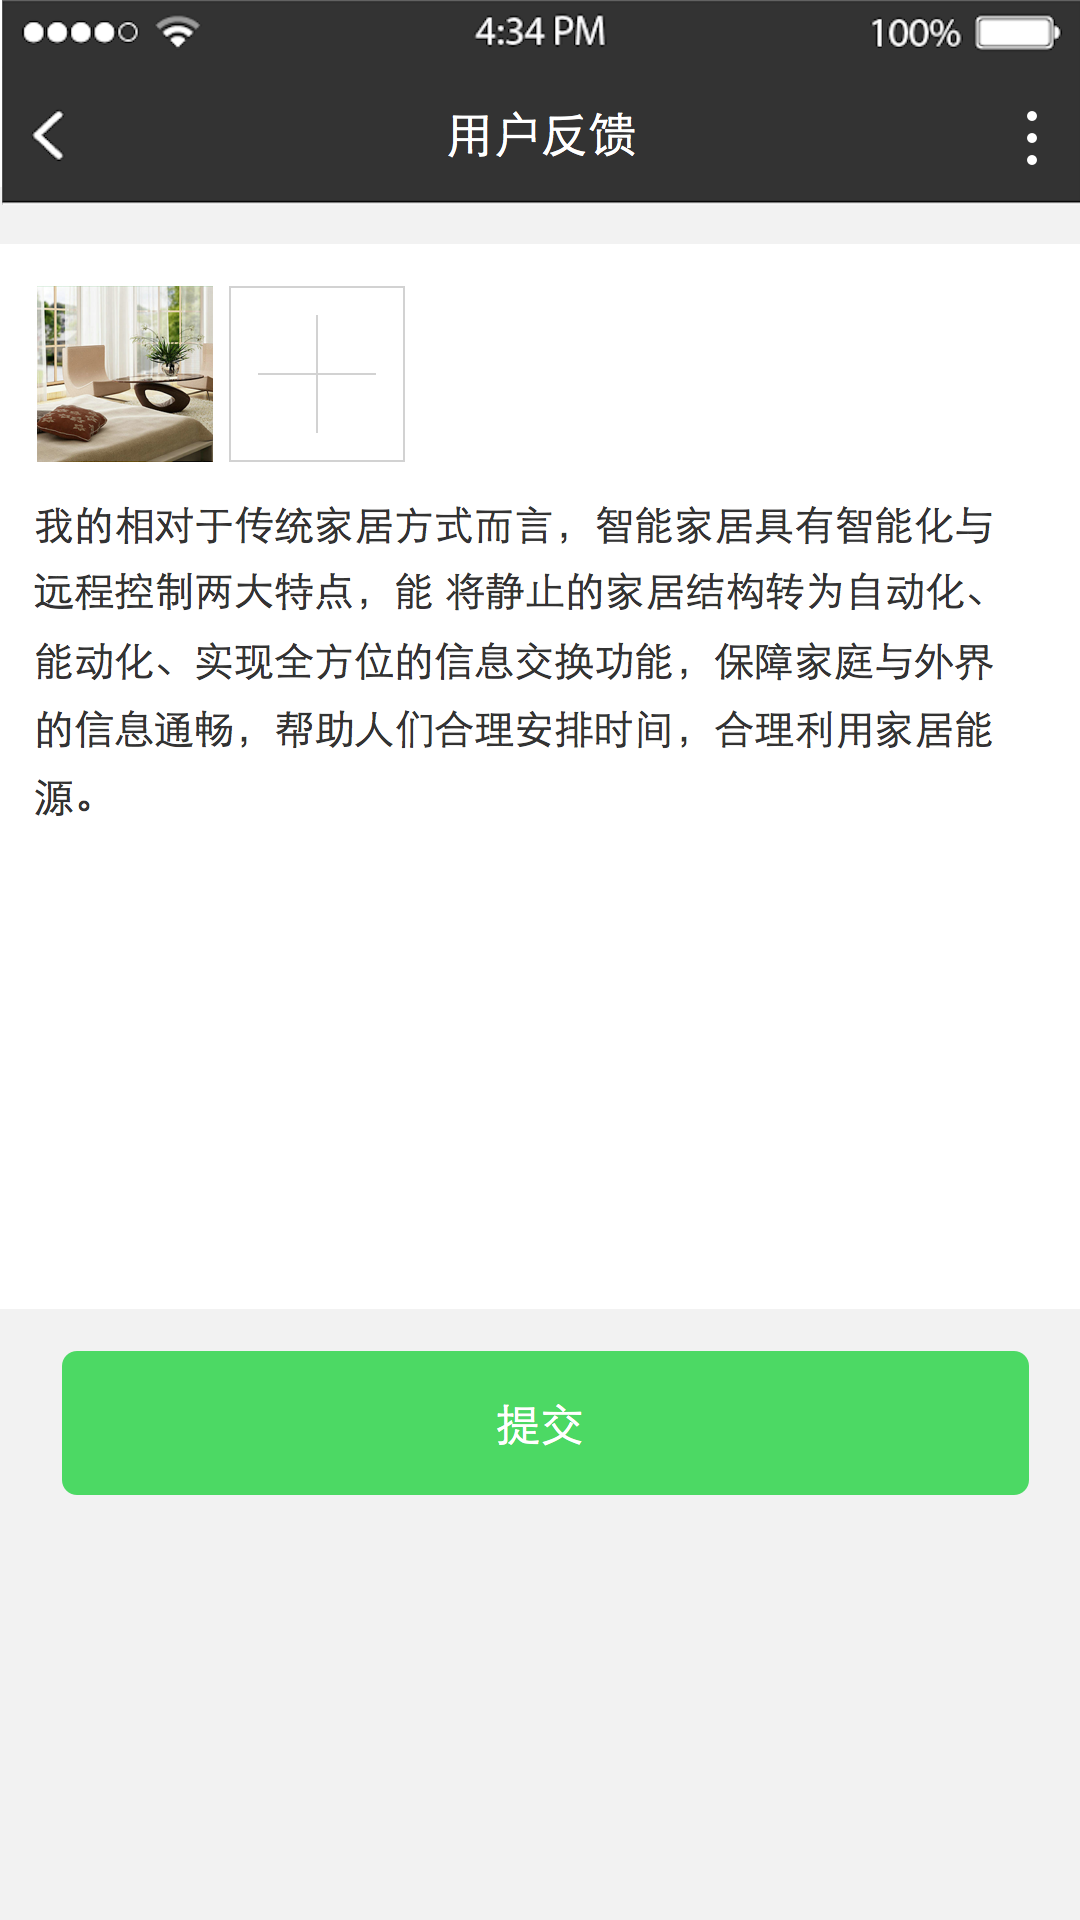 4:34 PM
100%
用户反馈
我的相对于传统家居方式而言，智能家居具有智能化与
远程控制两大特点，能 将静止的家居结构转为自动化、
能动化、实现全方位的信息交换功能，保障家庭与外界
的信息通畅，帮助人们合理安排时间，合理利用家居能
源。
提交